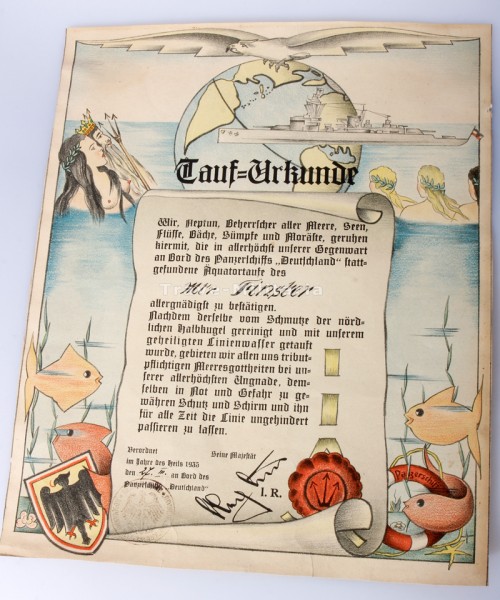 Tauf=Urkunde
Wir, Neptun, Beherrscher aller Meere, Seen,
Flüsse, Bäche, Sümpfe und Moräste, geruhen
hiermit, die in allerhöchst unserer Gegenwart
an Bord des Panzerschiffs „Deutschland“ statt=
gefundene Äquatortaufe des
allergnädigst zu bestätigen.
Nachdem derselbe vom Schmutze der nörd=
lichen Halbkugel gereinigt und mit unserem
geheiligten Linienwasser getauft
wurde, gebieten wir allen uns tribut=
pflichtigen Meeresgottheiten bei un=
serer allerhöchsten Ungnade, dem=
selben in Not und Gefahr zu ge=
währen Schutz und Schirm und ihn
für alle Zeit die Linie ungehindert
passieren zu lassen.
Verordnet
im Jahre des Heils 1935
den an Bord des
Panzerschiffs „Deutschland“
Seine Majestät
I. R.